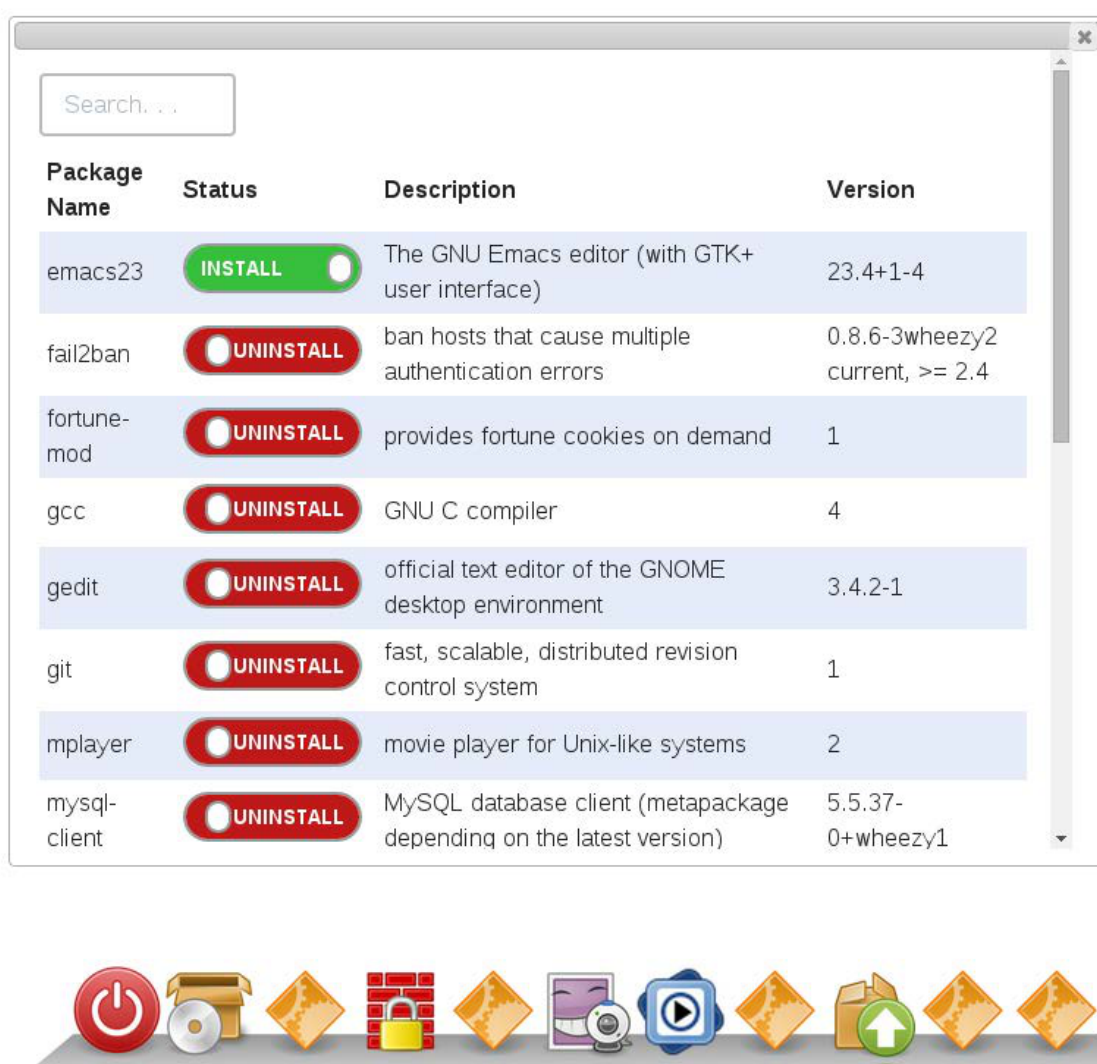 Search. . .
Package Name
Status
Description
Version
emacs23
INSTALL
The GNU Emacs editor (with GTK+
user interface)
23.4+1-4
fail2ban
UNINSTALL
ban hosts that cause multiple
authentication errors
0.8.6-3wheezy2
current, >= 2.4
fortune-
mod
UNINSTALL
provides fortune cookies on demand
1
gcc
UNINSTALL
GNU C compiler
4
gedit
UNINSTALL
official text editor of the GNOME
desktop environment
3.4.2-1
git
UNINSTALL
fast, scalable, distributed revision
control system
1
mplayer
UNINSTALL
movie player for Unix-like systems
2
mysql-
client
UNINSTALL
MySQL database client (metapackage
depending on the latest version)
5.5.37-
0+wheezy1